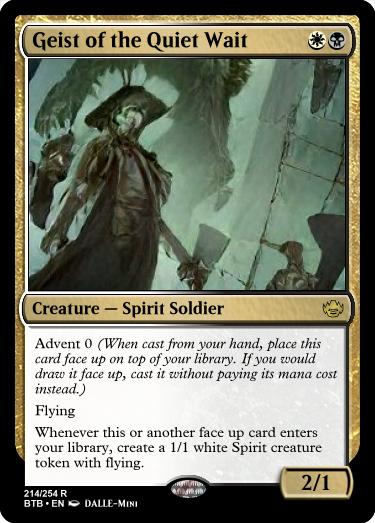 Geist of the Quiet Wait
Creature — Spirit Soldier
Advent 0 (When cast from your hand, place this
card face up on top of your library. If you would
draw it face up, cast it without paying its mana cost
instead.)
Flying
Whenever this or another face up card enters
your library, create a 1/1 white Spirit creature
token with flying.
2/1
214/254 R
BTB • EN DALLE-Mini